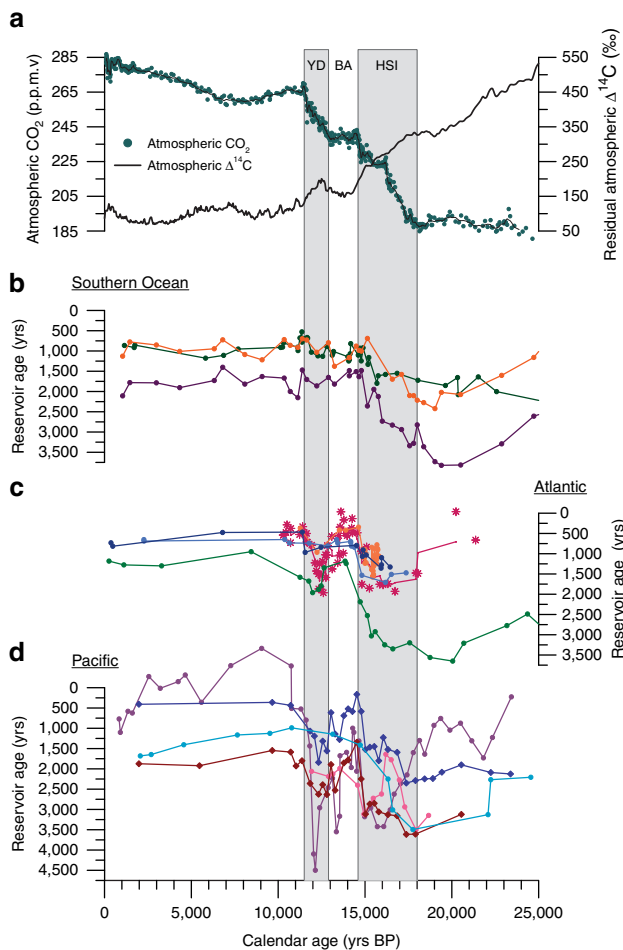 a
YD BA HSI
Atmospheric CO2 (p.p.m.v)
285
265
245
225
205
185
Atmospheric CO2
Atmospheric Δ14C
550
450
350
250
150
50
Residual atmospheric Δ14C (‰)
b
Southern Ocean
Reservoir age (yrs)
0
500
1,000
1,500
2,000
2,500
3,000
3,500
c
Atlantic
0
500
1,000
1,500
2,000
2,500
3,000
3,500
Reservoir age (yrs)
d
Pacific
Reservoir age (yrs)
0
500
1,000
1,500
2,000
2,500
3,000
3,500
4,000
4,500
0 5,000 10,000 15,000 20,000 25,000
Calendar age (yrs BP)